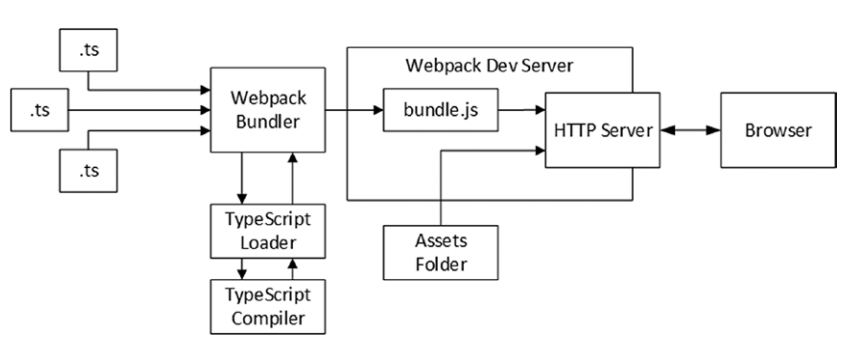 .ts
.ts
.ts
Webpack
Bundler
TypeScript
Loader
TypeScript
Compiler
Webpack Dev Server
bundle.js
HTTP Server
Browser
Assets
Folder